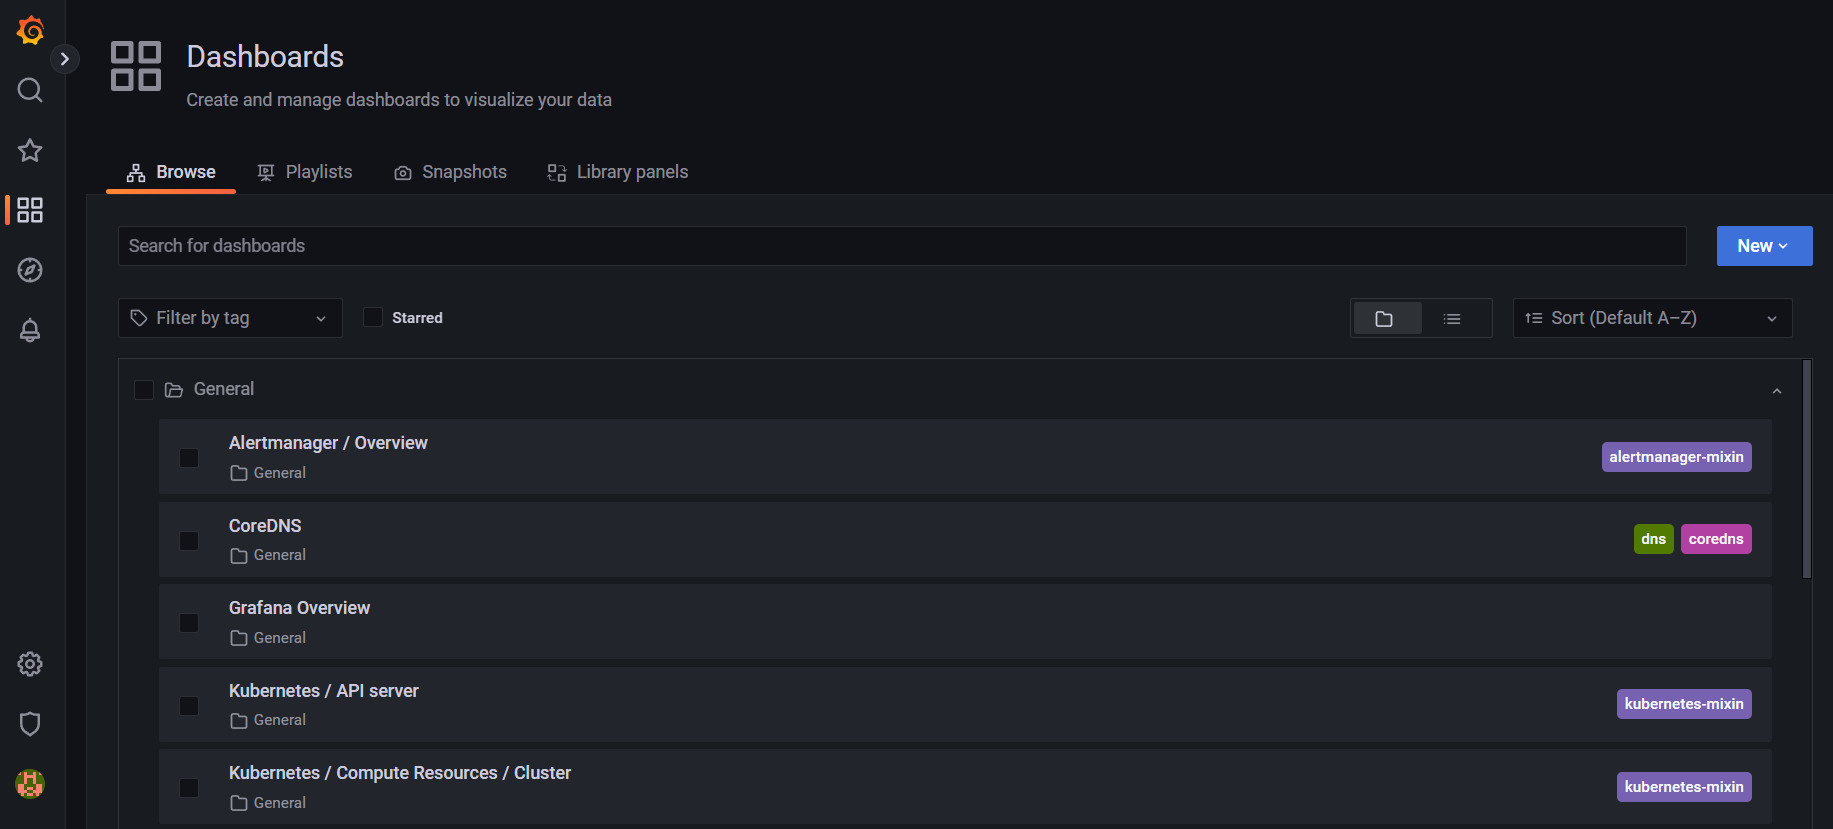 Dashboards
Create and manage dashboards to visualize your data
Browse Playlists Snapshots Library panels
Search for dashboards New
Filter by tag Starred Sort (Default A–Z)
General
Alertmanager / Overview alertmanager-mixin
General
CoreDNS dns coredns
General
Grafana Overview
General
Kubernetes / API server kubernetes-mixin
General
Kubernetes / Compute Resources / Cluster kubernetes-mixin
General